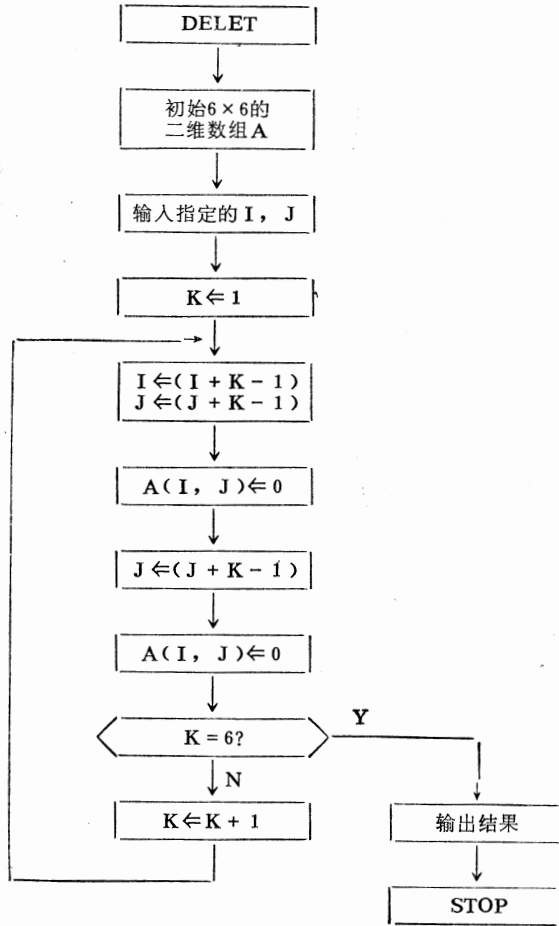 DELET
初始6×6的
二维数组A
输入指定的I，J
K⇐1
I⇐(I+K-1)
J⇐(J+K-1)
A(I，J)⇐0
J⇐(J+K-1)
A(I，J)⇐0
K=6?
Y
N
K⇐K+1
输出结果
STOP